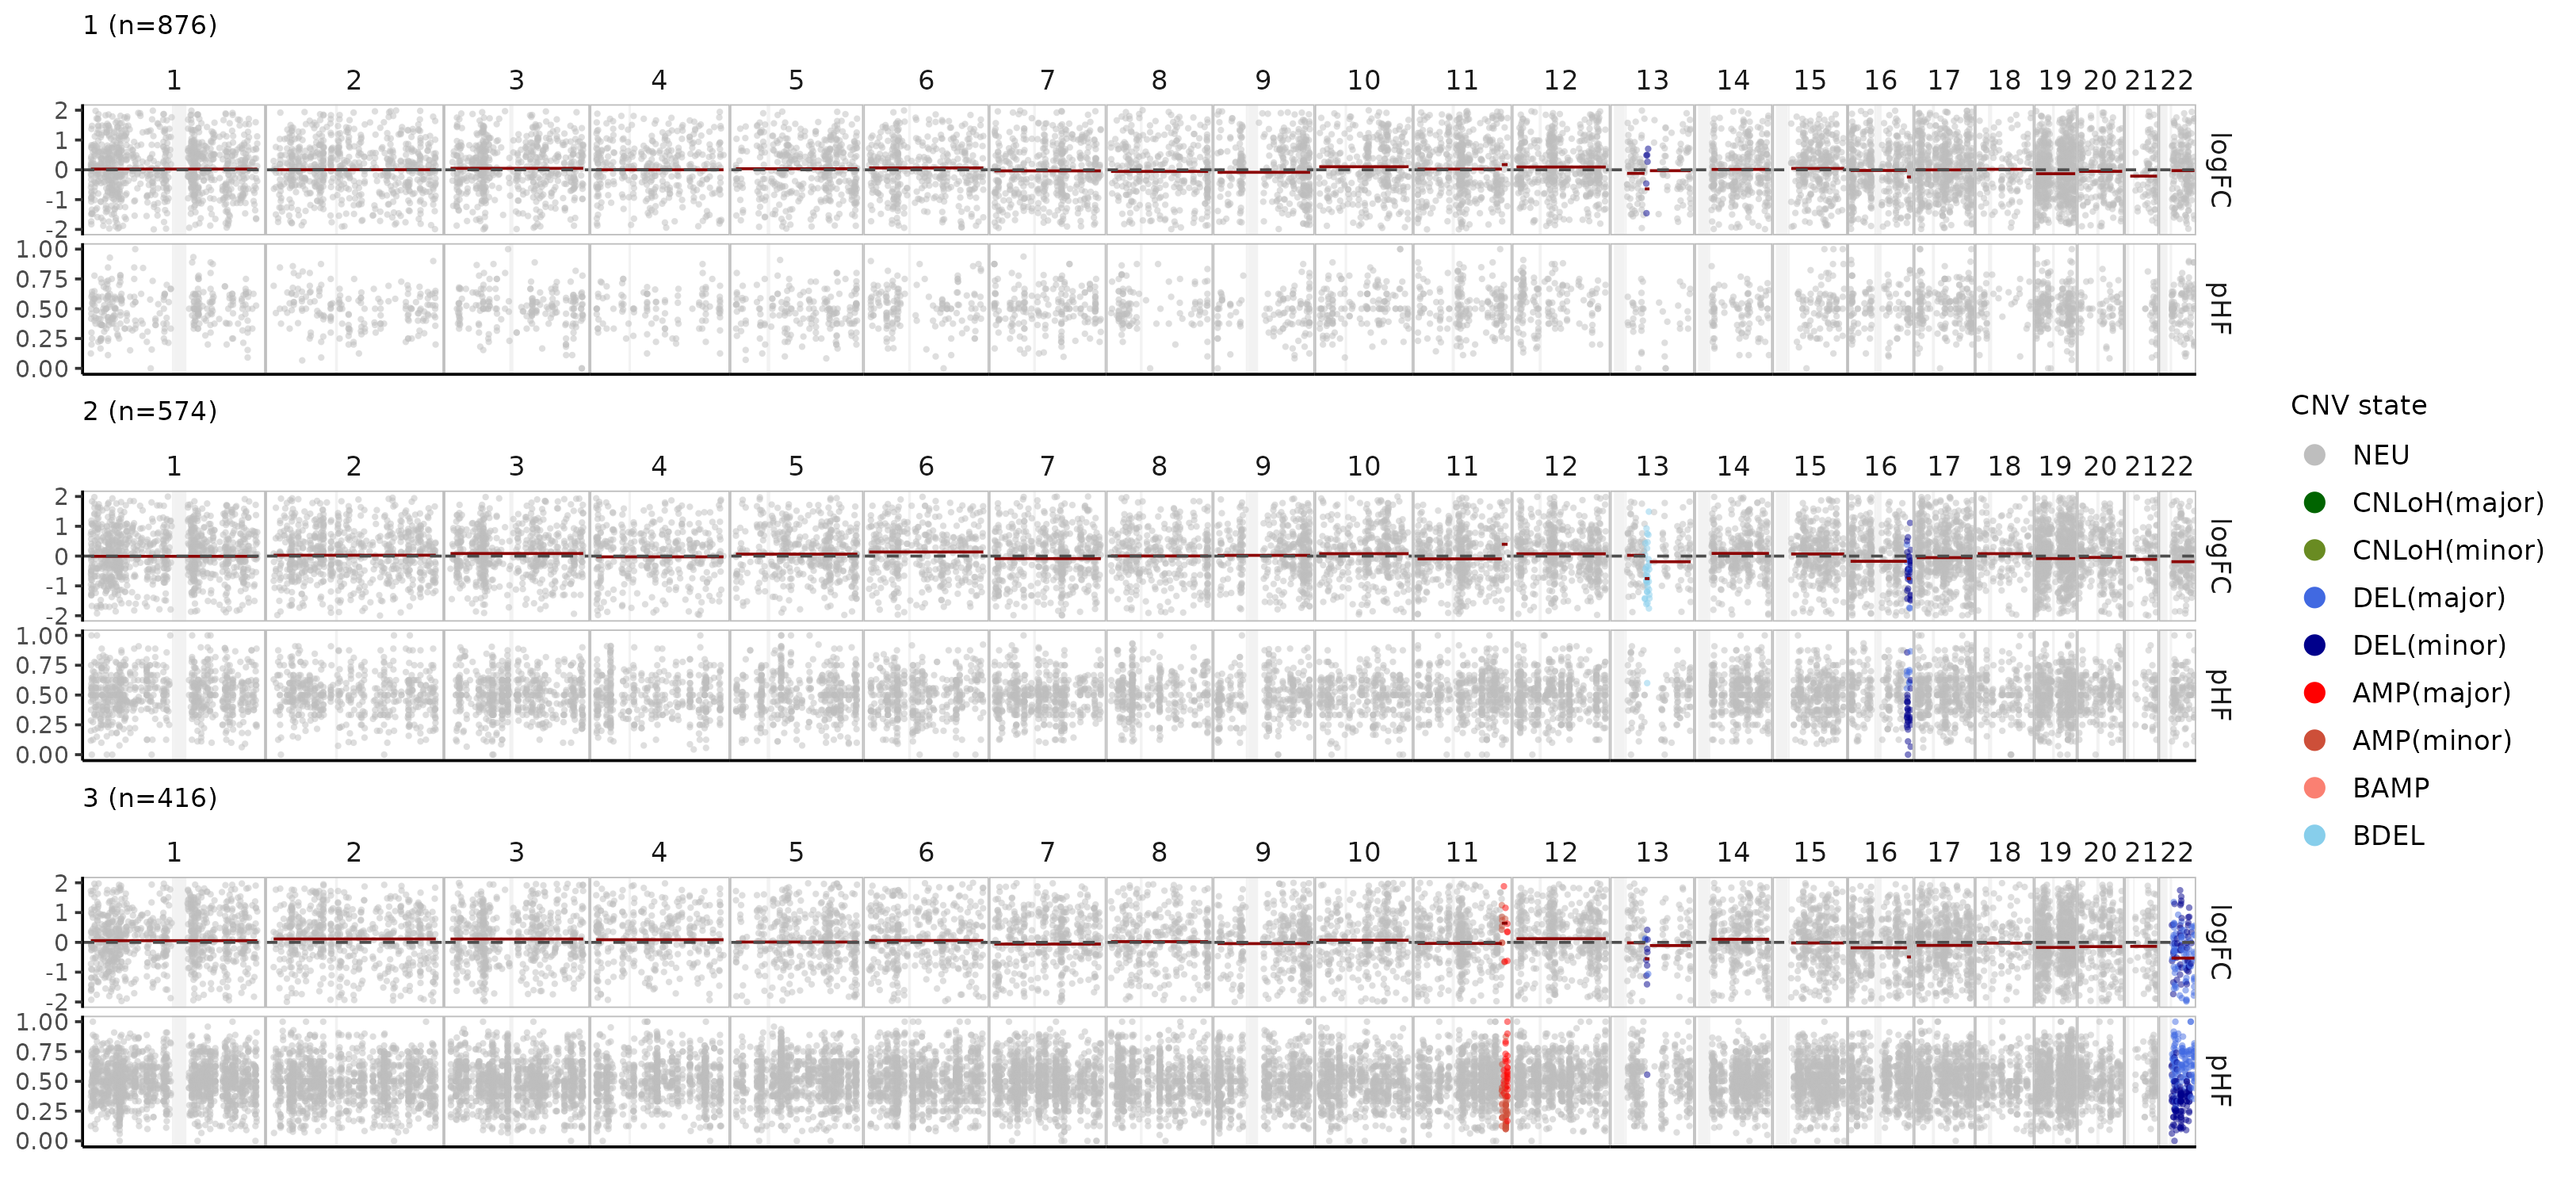 1 (n=876)
1 2 3 4 5 6 7 8 9 10 11 12 13 14 15 16 17 18 19 20 21 22
2
1
0
-1
-2
logFC
1.00
0.75
0.50
0.25
0.00
pHF
2 (n=574)
1 2 3 4 5 6 7 8 9 10 11 12 13 14 15 16 17 18 19 20 21 22
2
1
0
-1
-2
logFC
1.00
0.75
0.50
0.25
0.00
pHF
3 (n=416)
1 2 3 4 5 6 7 8 9 10 11 12 13 14 15 16 17 18 19 20 21 22
2
1
0
-1
-2
logFC
1.00
0.75
0.50
0.25
0.00
pHF
CNV state
NEU
CNLoH(major)
CNLoH(minor)
DEL(major)
DEL(minor)
AMP(major)
AMP(minor)
BAMP
BDEL